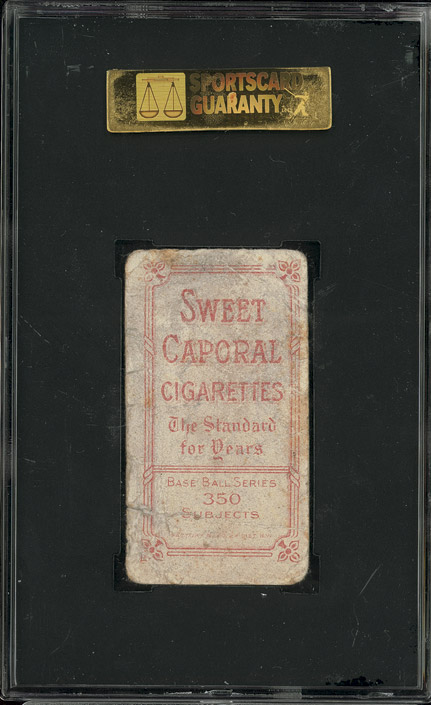 SPORTSCARD
GUARANTY
SWEET
CAPORAL
CIGARETTES
The Standard
for Years
BASE BALL SERIES
350
SUBJECTS